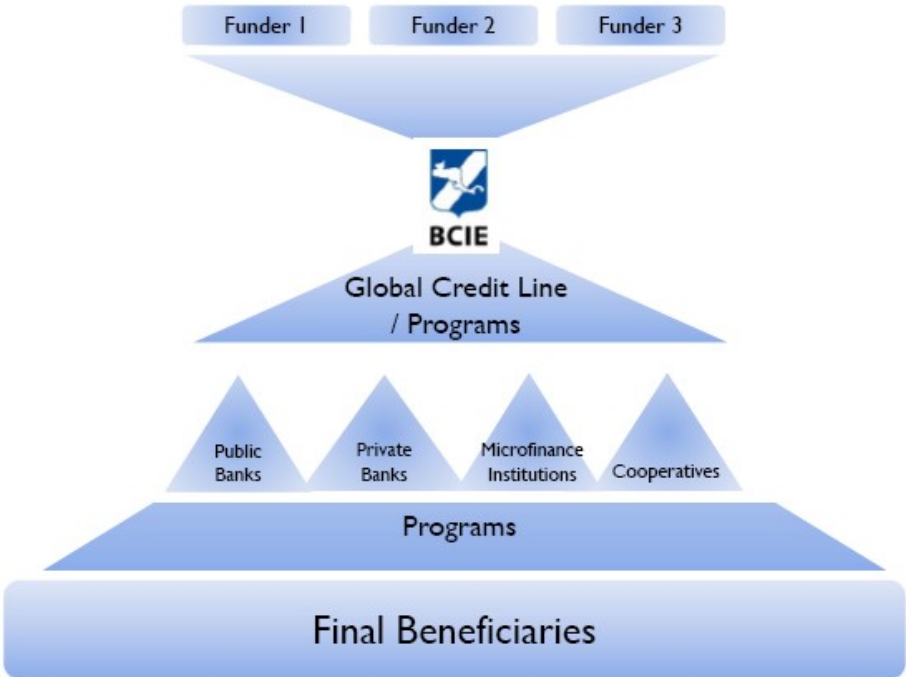 Funder 1
Funder 2
Funder 3
BCIE
Global Credit Line
/ Programs
Public
Banks
Private
Banks
Microfinance
Institutions
Cooperatives
Programs
Final Beneficiaries